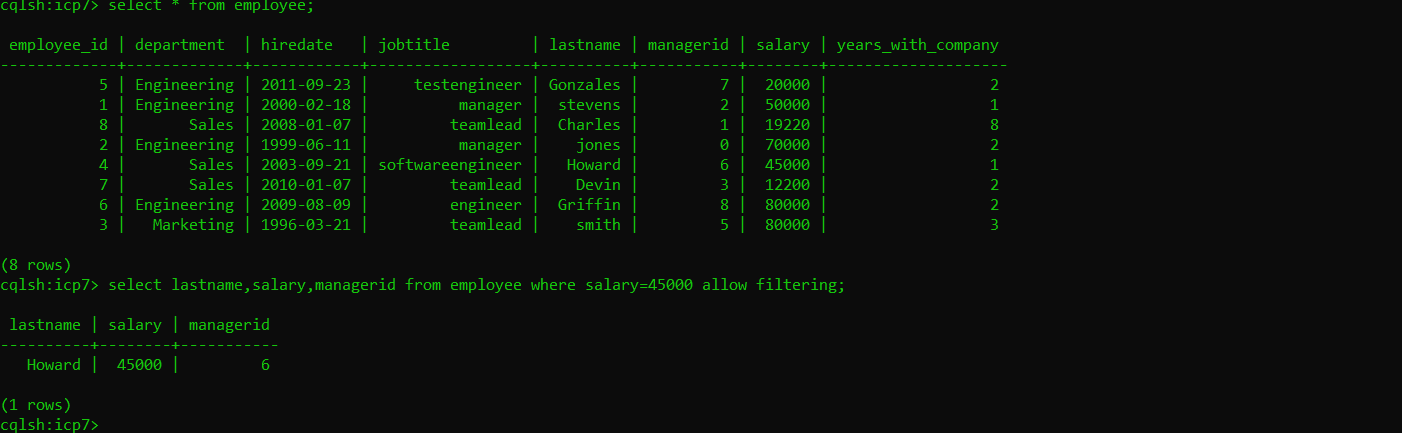 cqlsh:icp7> select * from employee;
 employee_id | department  | hiredate   | jobtitle         | lastname | managerid | salary | years_with_company
-------------+-------------+------------+------------------+----------+-----------+--------+--------------------
           5 | Engineering | 2011-09-23 |     testengineer | Gonzales |         7 |  20000 |                  2
           1 | Engineering | 2000-02-18 |          manager |  stevens |         2 |  50000 |                  1
           8 |       Sales | 2008-01-07 |         teamlead |  Charles |         1 |  19220 |                  8
           2 | Engineering | 1999-06-11 |          manager |    jones |         0 |  70000 |                  2
           4 |       Sales | 2003-09-21 | softwareengineer |   Howard |         6 |  45000 |                  1
           7 |       Sales | 2010-01-07 |         teamlead |    Devin |         3 |  12200 |                  2
           6 | Engineering | 2009-08-09 |         engineer |  Griffin |         8 |  80000 |                  2
           3 |   Marketing | 1996-03-21 |         teamlead |    smith |         5 |  80000 |                  3
(8 rows)
cqlsh:icp7> select lastname,salary,managerid from employee where salary=45000 allow filtering;
 lastname | salary | managerid
----------+--------+-----------
   Howard |  45000 |         6
(1 rows)
cqlsh:icp7>